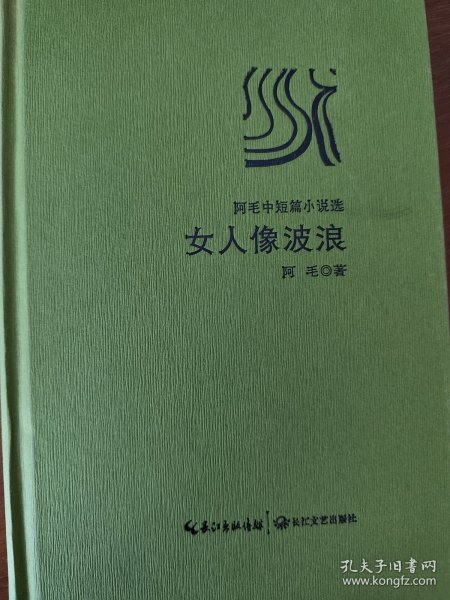 阿毛中短篇小说选
女人像波浪
阿 毛◎著
长江出版传媒 长江文艺出版社
孔夫子旧书网
www.kongfz.com